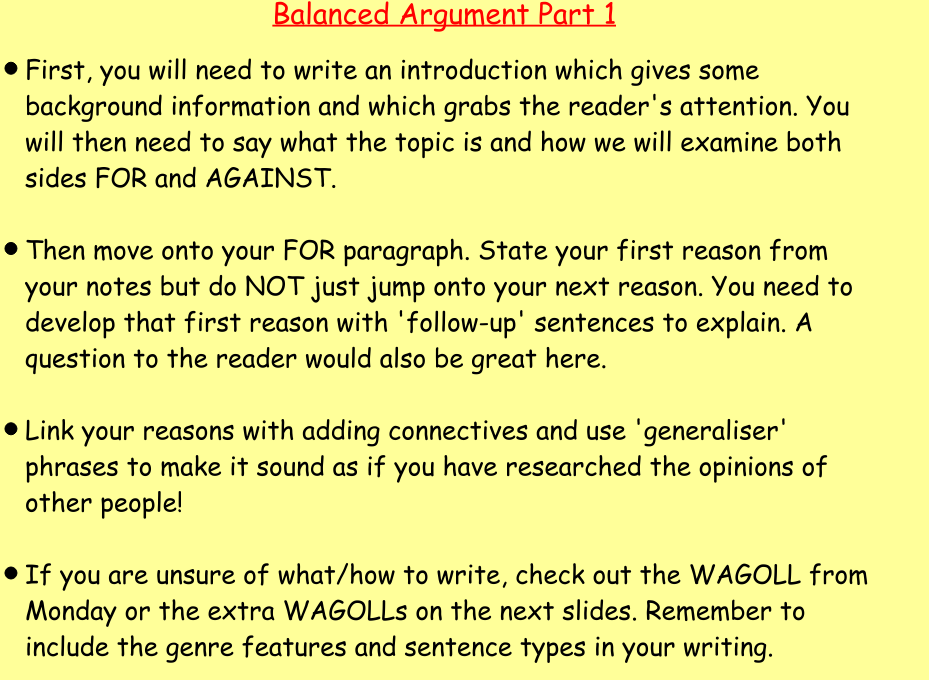 Balanced Argument Part 1
• First, you will need to write an introduction which gives some
background information and which grabs the reader's attention. You
will then need to say what the topic is and how we will examine both
sides FOR and AGAINST.
• Then move onto your FOR paragraph. State your first reason from
your notes but do NOT just jump onto your next reason. You need to
develop that first reason with 'follow-up' sentences to explain. A
question to the reader would also be great here.
• Link your reasons with adding connectives and use 'generaliser'
phrases to make it sound as if you have researched the opinions of
other people!
• If you are unsure of what/how to write, check out the WAGOLL from
Monday or the extra WAGOLLs on the next slides. Remember to
include the genre features and sentence types in your writing.